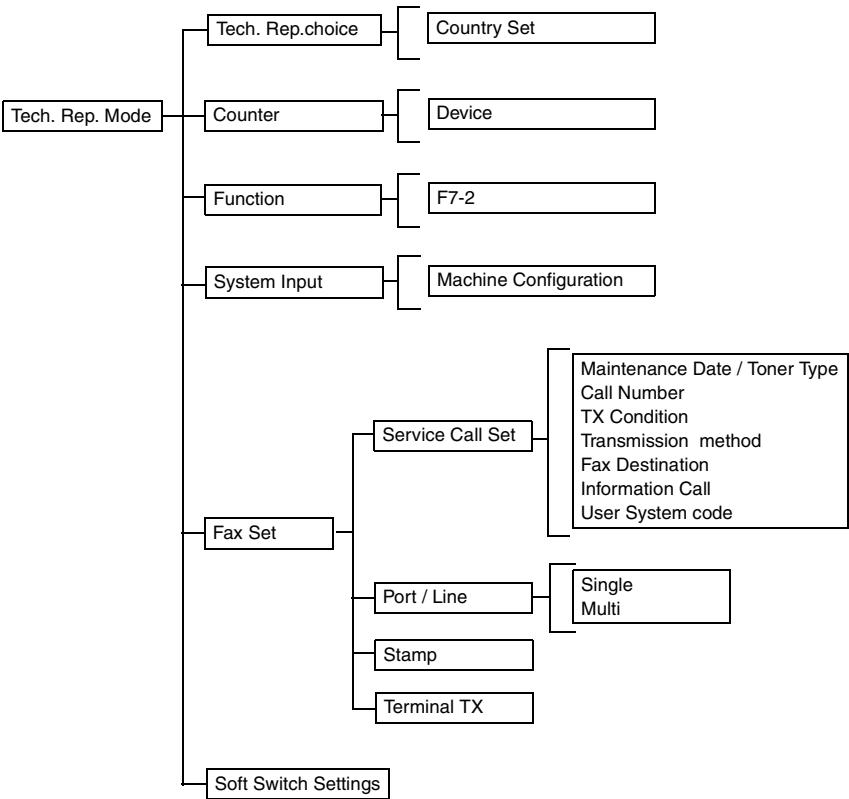 Tech. Rep.choice
Country Set
Tech. Rep. Mode
Counter
Device
Function
F7-2
System Input
Machine Configuration
Maintenance Date / Toner Type
Call Number
TX Condition
Transmission method
Fax Destination
Information Call
User System code
Service Call Set
Fax Set
Port / Line
Single
Multi
Stamp
Terminal TX
Soft Switch Settings